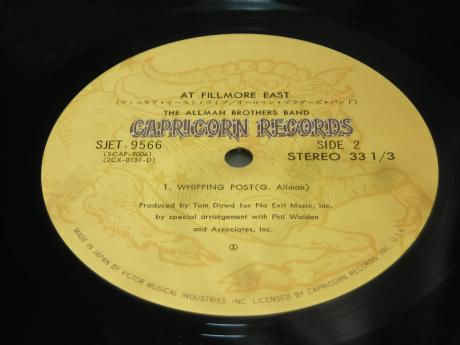 AT FILLMORE EAST
(フィルモア・イースト・ライヴ/オールマン・ブラザーズ・バンド)
THE ALLMAN BROTHERS BAND
CAPRICORN RECORDS
SJET-9566
(SCAP-9006)
(2CX-0131-D)
SIDE 2
STEREO 33 1/3
1. WHIPPING POST(G. Allman)
Produced by Tom Dowd for No Exit Music, Inc.
by special arrangement with Phil Walden
and Associates, Inc.
①
MADE IN JAPAN BY VICTOR MUSICAL INDUSTRIES, INC. LICENSED BY CAPRICORN RECORDS INC., U.S.A.